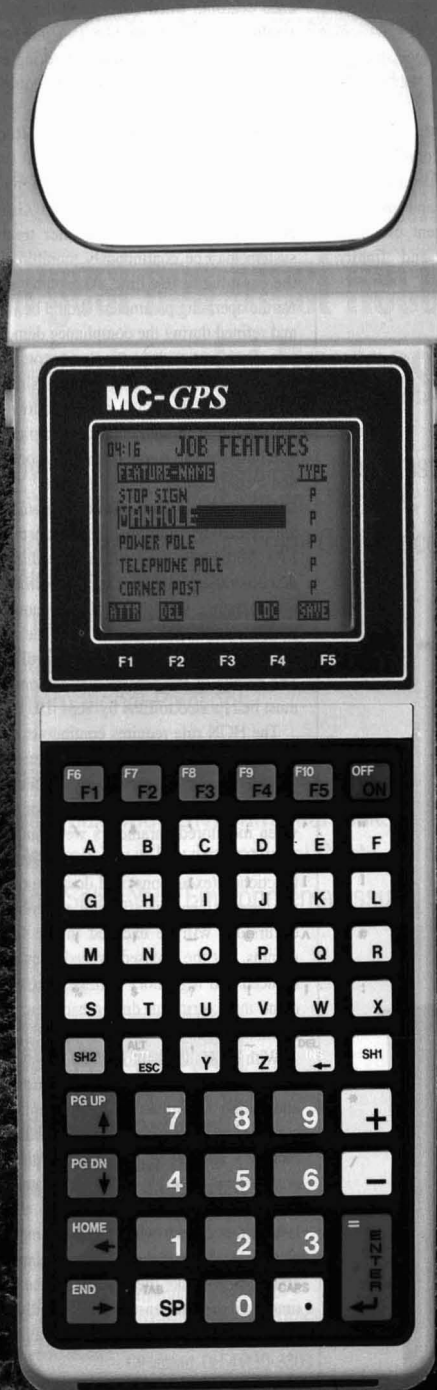 MC-GPS
04:16 JOB FEATURES
FEATURE-NAME TYPE
STOP SIGN P
MANHOLE P
POWER POLE P
TELEPHONE POLE P
CORNER POST P
ATTR DEL LOC SAVE
F1 F2 F3 F4 F5
F6 F7 F8 F9 F10 OFF
F1 F2 F3 F4 F5 ON
A B C D E F
G H I J K L
M N O P Q R
S T U V W X
ALT DEL
SH2 ESC Y Z ← SH1
PG UP
↑ 7 8 9 +
PG DN /
↓ 4 5 6 −
HOME =
← 1 2 3 ENTER
END TAB CAPS
→ SP 0 •